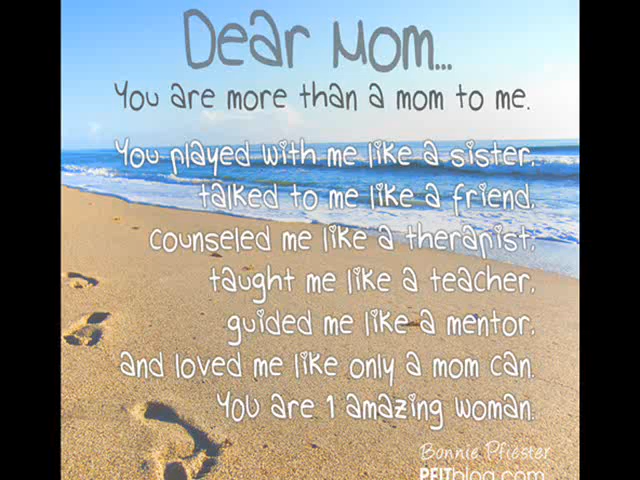 Dear Mom...
You are more than a mom to me.
You played with me like a sister,
talked to me like a friend,
counseled me like a therapist,
taught me like a teacher,
guided me like a mentor,
and loved me like only a mom can.
You are 1 amazing woman.
Bonnie Pfiester
PFITblog.com